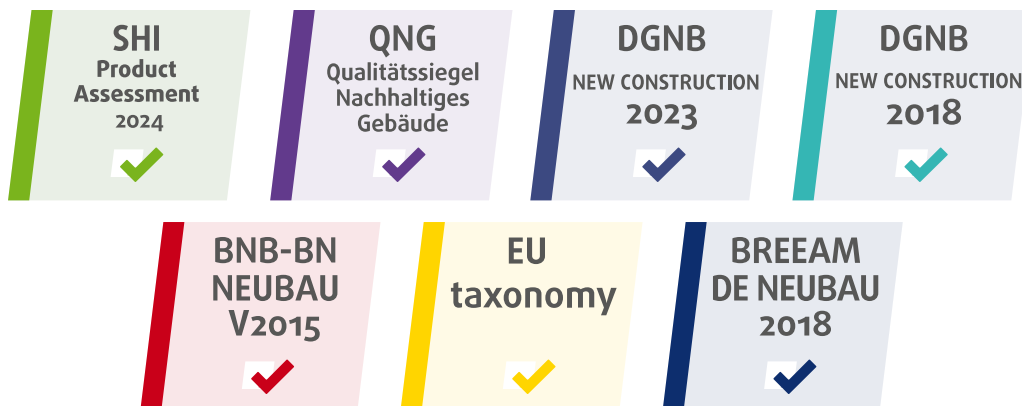 SHI
Product
Assessment
2024
QNG
Qualitätssiegel
Nachhaltiges
Gebäude
DGNB
NEW CONSTRUCTION
2023
DGNB
NEW CONSTRUCTION
2018
BNB-BN
NEUBAU
V2015
EU
taxonomy
BREEAM
DE NEUBAU
2018